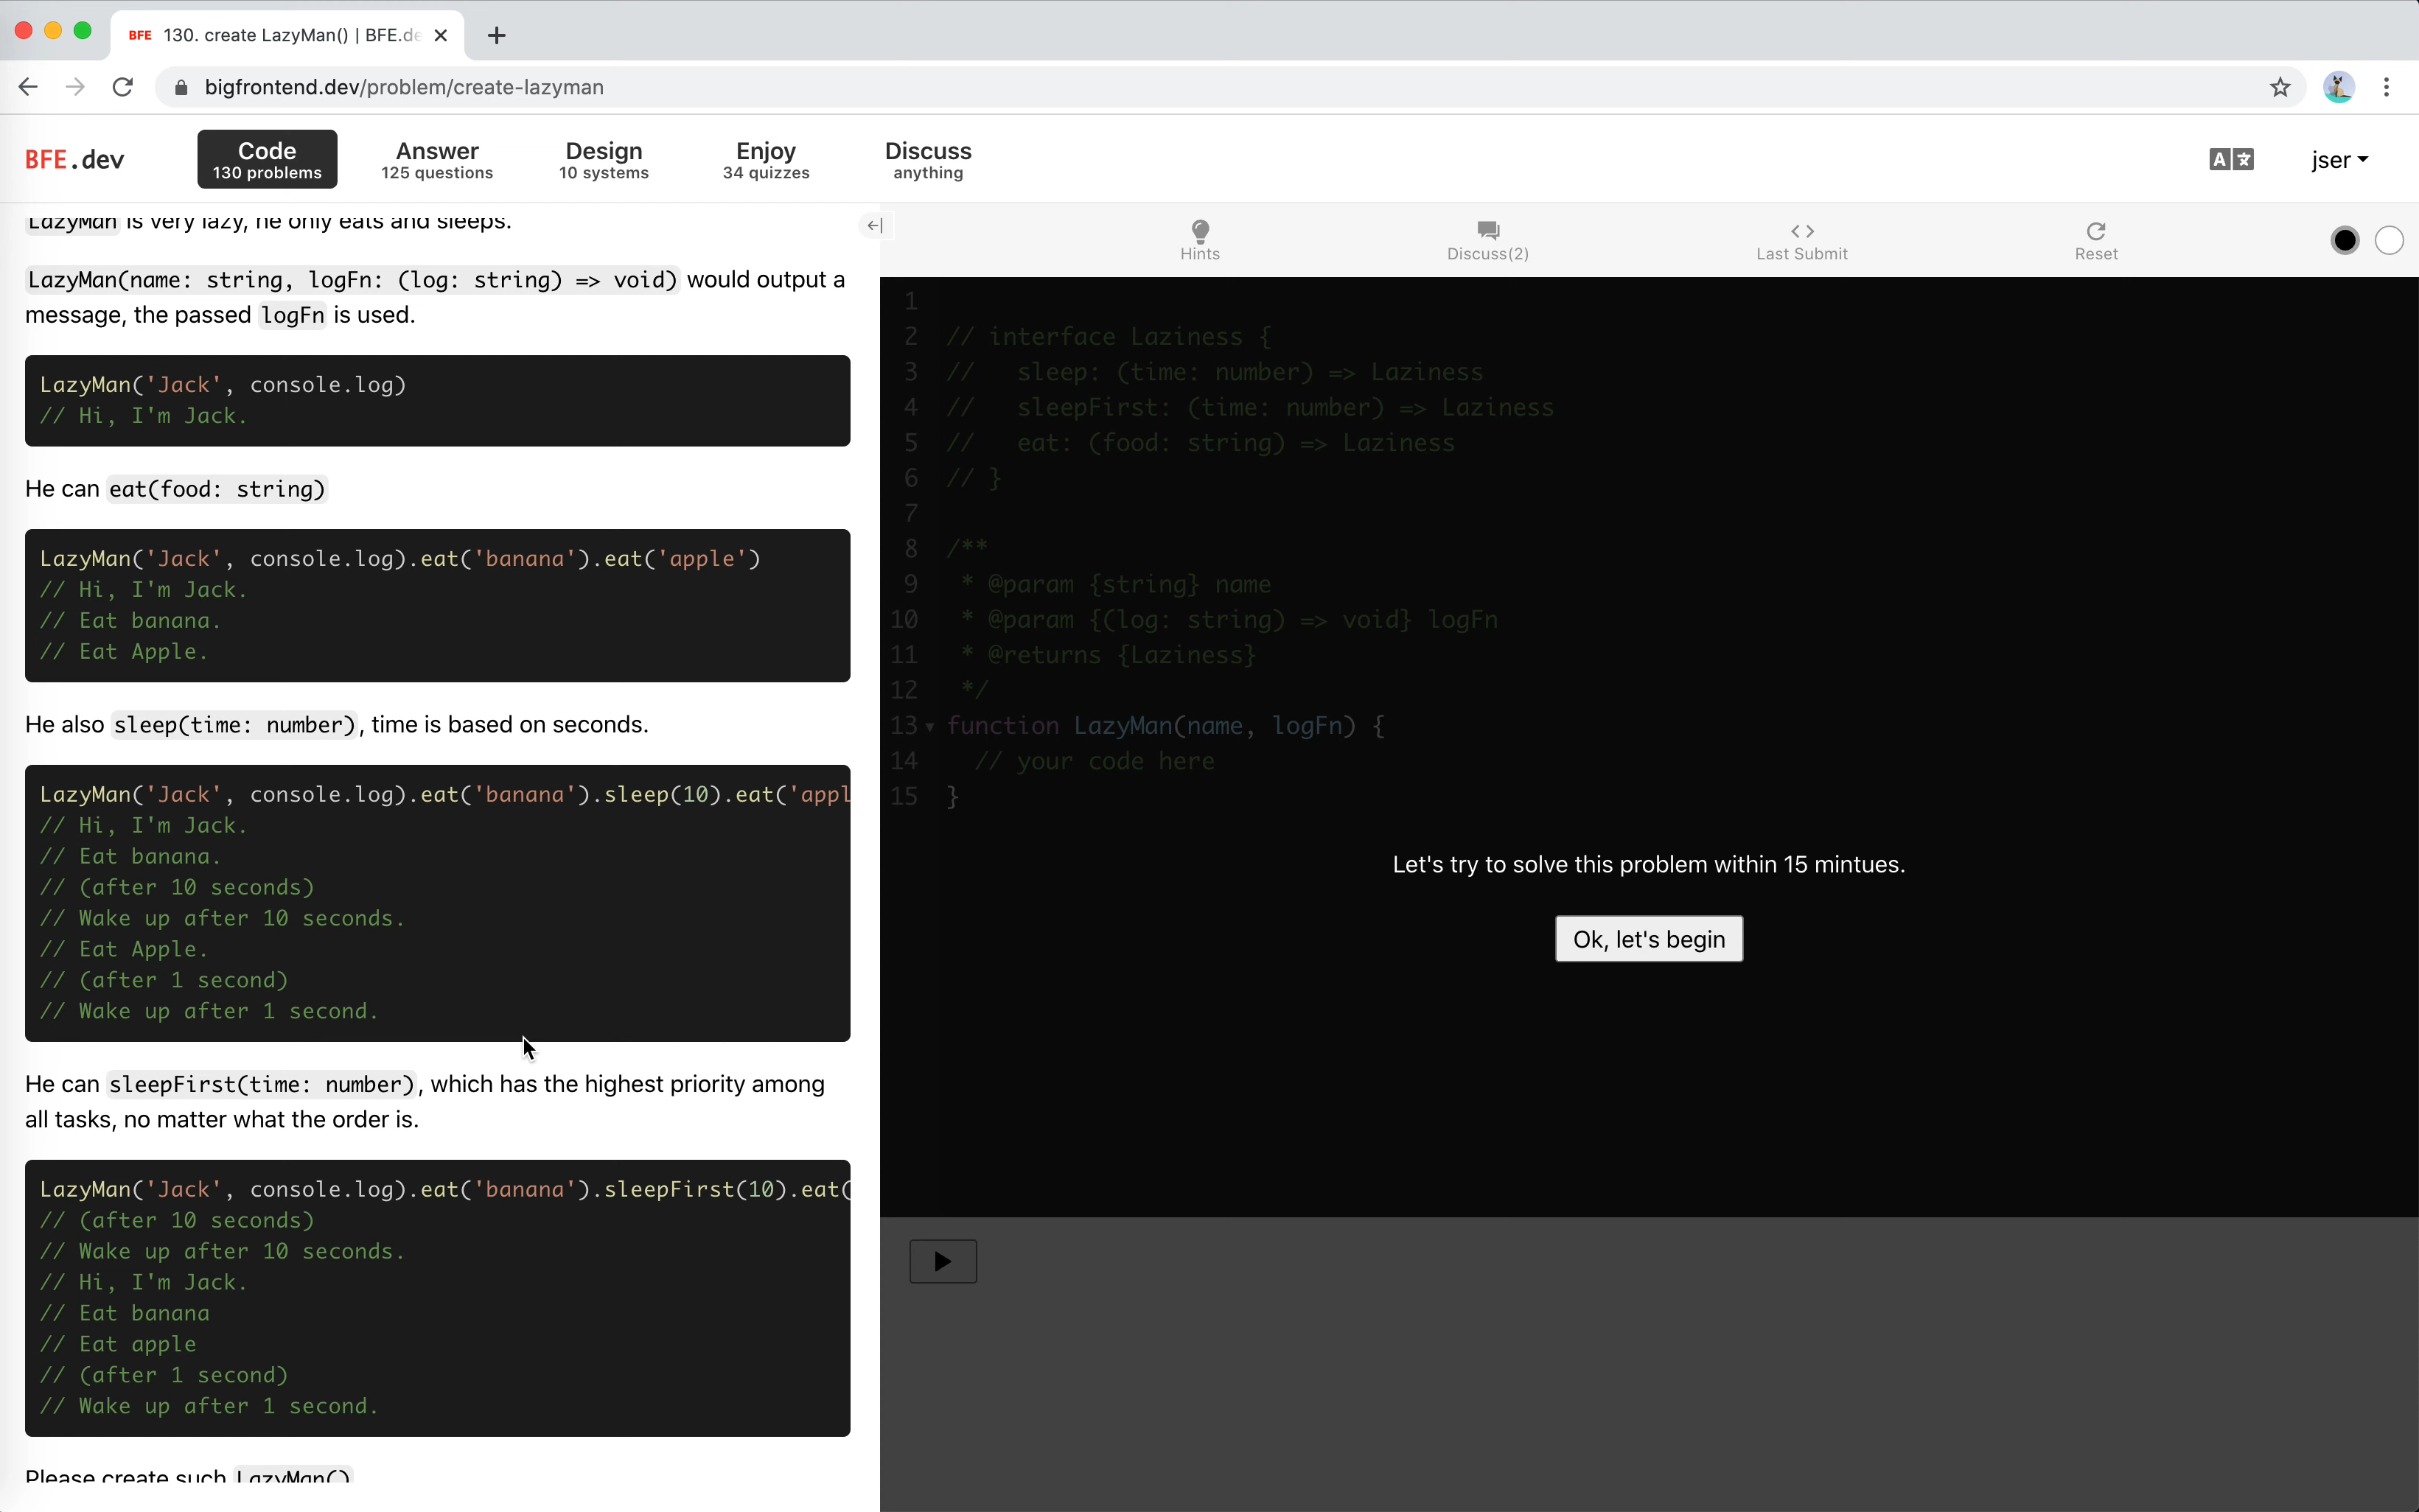 BFE 130. create LazyMan() | BFE.de
bigfrontend.dev/problem/create-lazyman
BFE.dev
Code
130 problems
Answer
125 questions
Design
10 systems
Enjoy
34 quizzes
Discuss
anything
A
jser
LazyMan is very lazy, he only eats and sleeps.
LazyMan(name: string, logFn: (log: string) => void) would output a
message, the passed logFn is used.
LazyMan('Jack', console.log)
// Hi, I'm Jack.
He can eat(food: string)
LazyMan('Jack', console.log).eat('banana').eat('apple')
// Hi, I'm Jack.
// Eat banana.
// Eat Apple.
He also sleep(time: number), time is based on seconds.
LazyMan('Jack', console.log).eat('banana').sleep(10).eat('appl
// Hi, I'm Jack.
// Eat banana.
// (after 10 seconds)
// Wake up after 10 seconds.
// Eat Apple.
// (after 1 second)
// Wake up after 1 second.
He can sleepFirst(time: number), which has the highest priority among
all tasks, no matter what the order is.
LazyMan('Jack', console.log).eat('banana').sleepFirst(10).eat(
// (after 10 seconds)
// Wake up after 10 seconds.
// Hi, I'm Jack.
// Eat banana
// Eat apple
// (after 1 second)
// Wake up after 1 second.
Please create such LazyMan()
Hints
Discuss(2)
Last Submit
Reset
1
2 // interface Laziness {
3 //   sleep: (time: number) => Laziness
4 //   sleepFirst: (time: number) => Laziness
5 //   eat: (food: string) => Laziness
6 // }
7
8 /**
9  * @param {string} name
10  * @param {(log: string) => void} logFn
11  * @returns {Laziness}
12  */
13 function LazyMan(name, logFn) {
14   // your code here
15 }
Let's try to solve this problem within 15 mintues.
Ok, let's begin